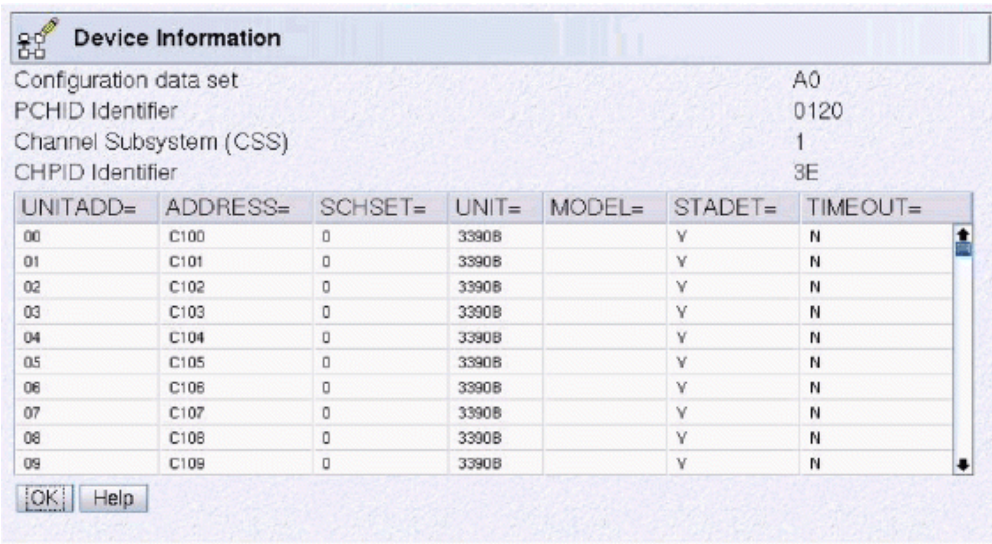 Device Information
Configuration data set A0
PCHID Identifier 0120
Channel Subsystem (CSS) 1
CHPID Identifier 3E
UNITADD= ADDRESS= SCHSET= UNIT= MODEL= STADET= TIMEOUT=
00 C100 0 3390B Y N
01 C101 0 3390B Y N
02 C102 0 3390B Y N
03 C103 0 3390B Y N
04 C104 0 3390B Y N
05 C105 0 3390B Y N
06 C106 0 3390B Y N
07 C107 0 3390B Y N
08 C108 0 3390B Y N
09 C109 0 3390B Y N
OK Help